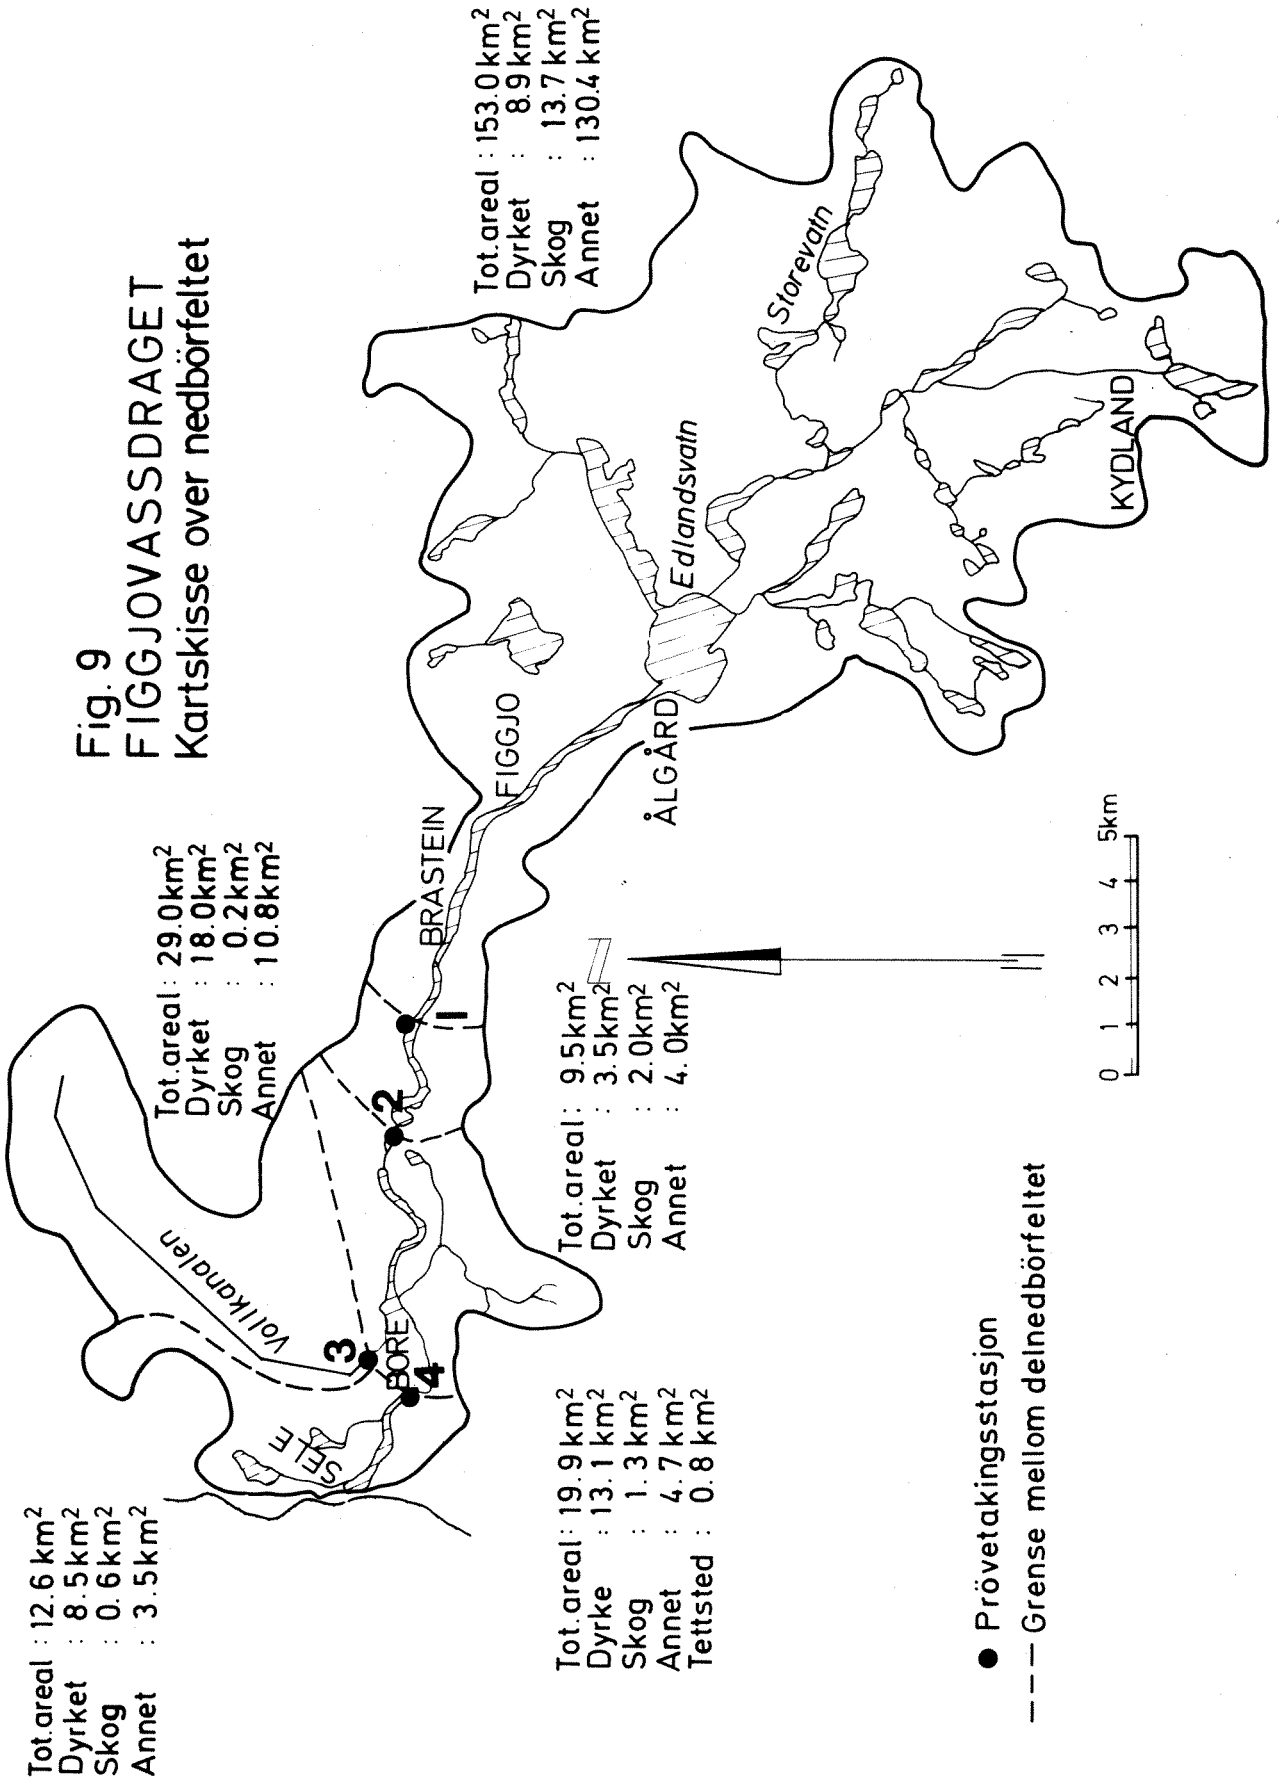 Fig. 9
FIGGJOVASSDRAGET
Kartskisse over nedbörfeltet
Tot.areal : 12.6 km²
Dyrket : 8.5 km²
Skog : 0.6 km²
Annet : 3.5 km²
Tot.areal : 29.0 km²
Dyrket : 18.0 km²
Skog : 0.2 km²
Annet : 10.8 km²
Tot.areal : 153.0 km²
Dyrket : 8.9 km²
Skog : 13.7 km²
Annet : 130.4 km²
Vollkanalen
SELE
BORE
3
4
2
1
BRASTEIN
FIGGJO
ÅLGÅRD
Edlandsvatn
Storevatn
KYDLAND
Tot.areal : 19.9 km²
Dyrke : 13.1 km²
Skog : 1.3 km²
Annet : 4.7 km²
Tettsted : 0.8 km²
Tot.areal : 9.5 km²
Dyrket : 3.5 km²
Skog : 2.0 km²
Annet : 4.0 km²
N
0 1 2 3 4 5km
● Prövetakingsstasjon
--- Grense mellom delnedbörfeltet